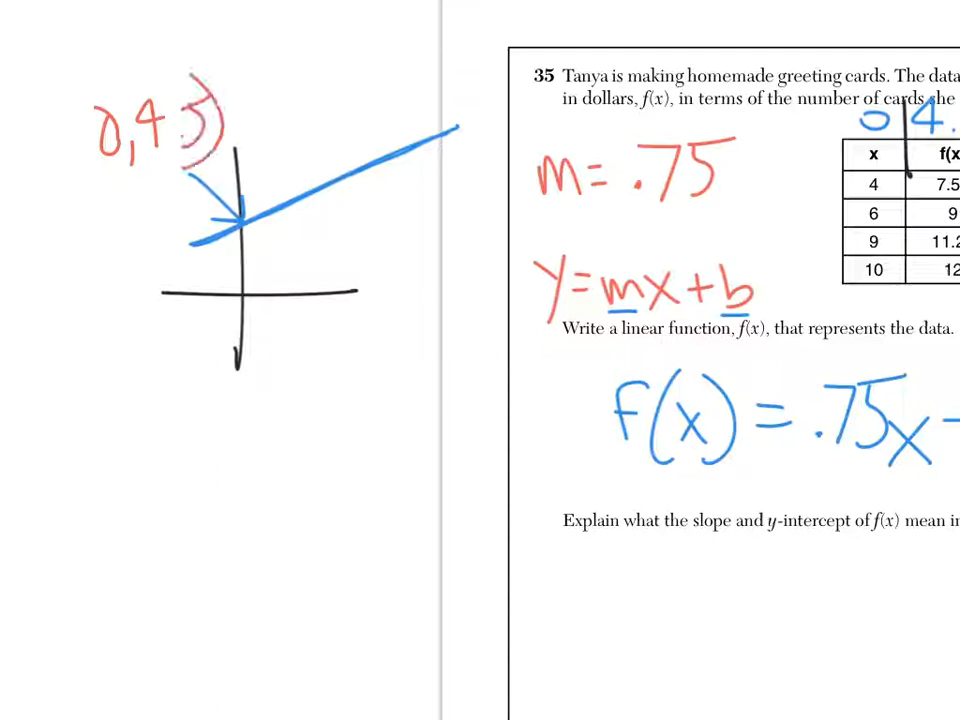 0,4.5)
35 Tanya is making homemade greeting cards. The data
in dollars, f(x), in terms of the number of cards she
0 4.
m = .75
x f(x
4 7.5
6 9
9 11.2
10 12
y = mx + b
Write a linear function, f(x), that represents the data.
f(x) = .75x
Explain what the slope and y-intercept of f(x) mean in